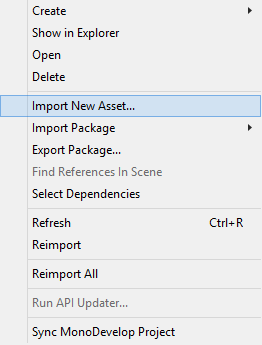 Create
Show in Explorer
Open
Delete
Import New Asset...
Import Package
Export Package...
Find References In Scene
Select Dependencies
Refresh Ctrl+R
Reimport
Reimport All
Run API Updater...
Sync MonoDevelop Project